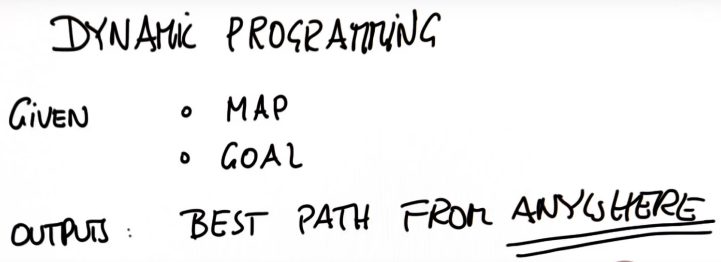 DYNAMIC PROGRAMMING
GIVEN • MAP
• GOAL
OUTPUTS: BEST PATH FROM ANYWHERE